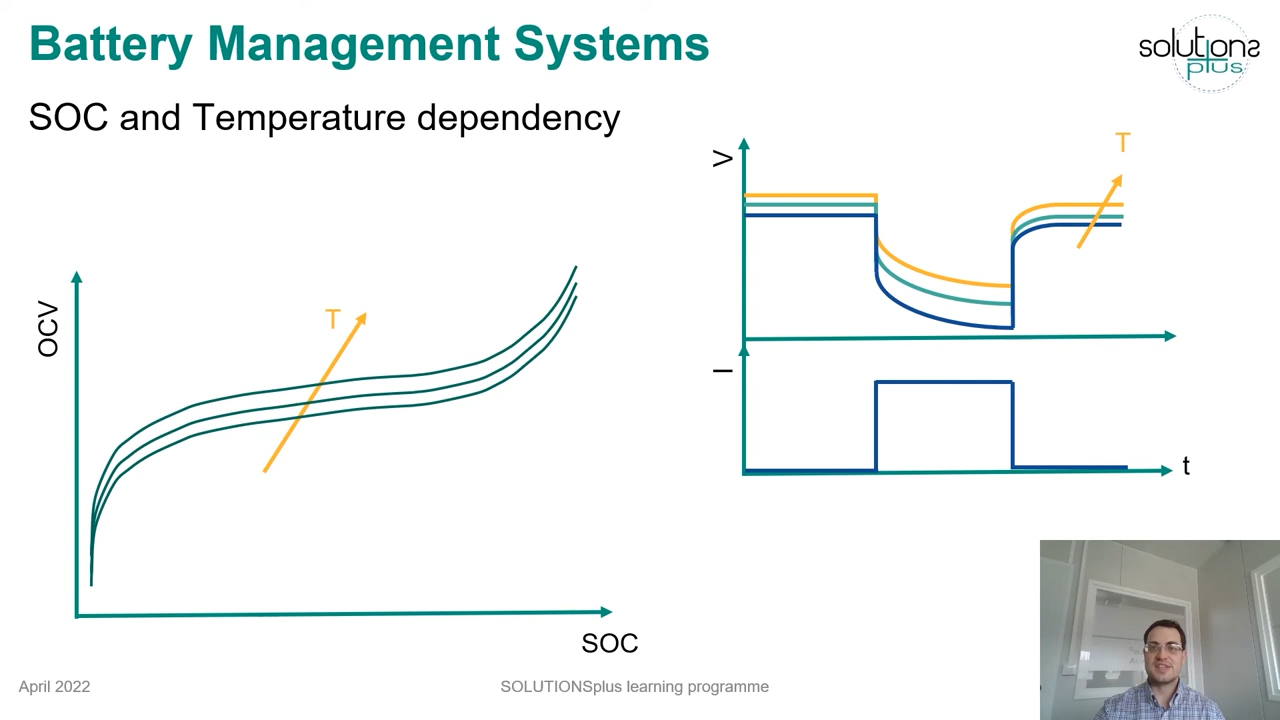 Battery Management Systems
solutions
plus
SOC and Temperature dependency
V
T
OCV
T
I
t
SOC
April 2022
SOLUTIONSplus learning programme